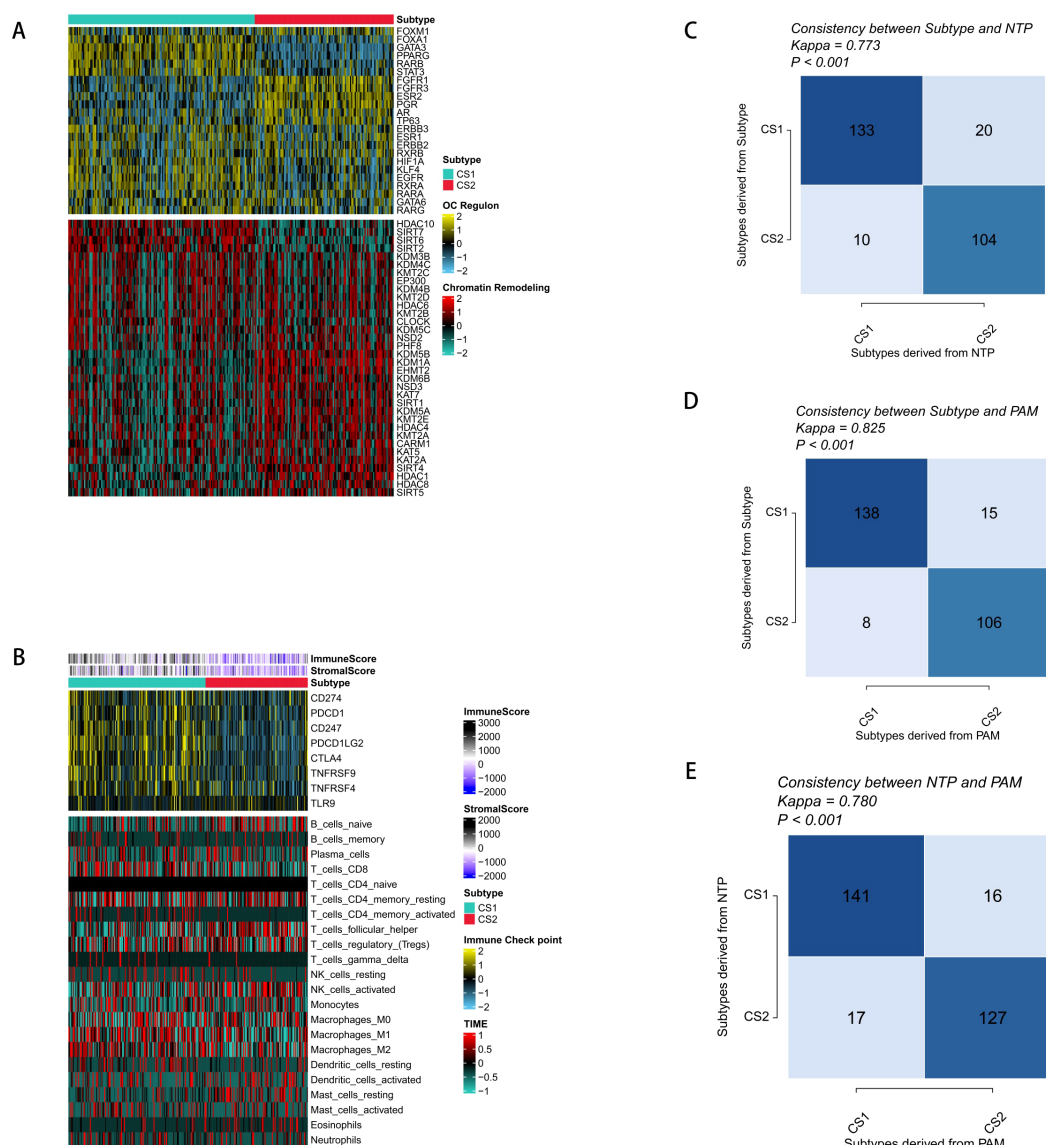 A
Subtype
FOXM1
FOXA1
GATA3
PPARG
RARB
STAT3
FGFR1
FGFR3
ESR2
PGR
AR
TP63
ERBB3
ESR1
ERBB2
RXRB
HIF1A
KLF4
EGFR
RXRA
RARA
GATA6
RARG
HDAC10
SIRT7
SIRT6
SIRT2
KDM3B
KDM4C
KMT2C
EP300
KDM4B
KMT2D
HDAC6
KMT2B
CLOCK
KDM5C
NSD2
PHF8
KDM5B
KDM1A
EHMT2
KDM6B
NSD3
KAT7
SIRT1
KDM5A
KMT2E
HDAC4
KMT2A
CARM1
KAT5
KAT2A
SIRT4
HDAC1
HDAC8
SIRT5
Subtype
CS1
CS2
OC Regulon
2
1
0
−1
−2
Chromatin Remodeling
2
1
0
−1
−2
B
ImmuneScore
StromalScore
Subtype
CD274
PDCD1
CD247
PDCD1LG2
CTLA4
TNFRSF9
TNFRSF4
TLR9
B_cells_naive
B_cells_memory
Plasma_cells
T_cells_CD8
T_cells_CD4_naive
T_cells_CD4_memory_resting
T_cells_CD4_memory_activated
T_cells_follicular_helper
T_cells_regulatory_(Tregs)
T_cells_gamma_delta
NK_cells_resting
NK_cells_activated
Monocytes
Macrophages_M0
Macrophages_M1
Macrophages_M2
Dendritic_cells_resting
Dendritic_cells_activated
Mast_cells_resting
Mast_cells_activated
Eosinophils
Neutrophils
ImmuneScore
3000
2000
1000
0
−1000
−2000
StromalScore
2000
1000
0
−1000
−2000
Subtype
CS1
CS2
Immune Check point
2
1
0
−1
−2
TIME
1
0.5
0
−0.5
−1
C
Consistency between Subtype and NTP
Kappa = 0.773
P < 0.001
Subtypes derived from Subtype
CS1
133 20
CS2
10 104
CS1 CS2
Subtypes derived from NTP
D
Consistency between Subtype and PAM
Kappa = 0.825
P < 0.001
Subtypes derived from Subtype
CS1
138 15
CS2
8 106
CS1 CS2
Subtypes derived from PAM
E
Consistency between NTP and PAM
Kappa = 0.780
P < 0.001
Subtypes derived from NTP
CS1
141 16
CS2
17 127
CS1 CS2
Subtypes derived from PAM